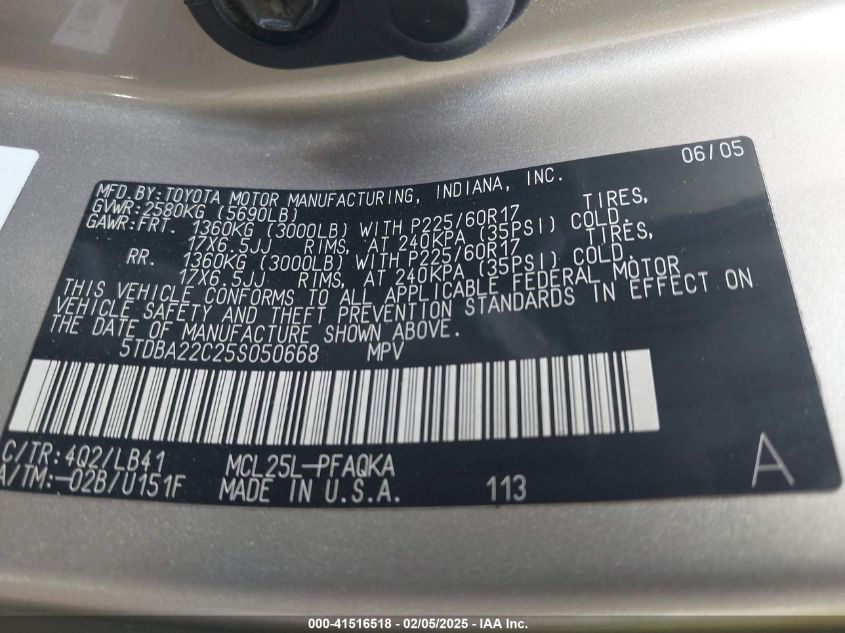 06/05
MFD.BY:TOYOTA MOTOR MANUFACTURING, INDIANA, INC.
GVWR:2580KG (5690LB)
GAWR:FRT. 1360KG (3000LB) WITH P225/60R17 TIRES,
17X6.5JJ RIMS, AT 240KPA (35PSI) COLD.
RR. 1360KG (3000LB) WITH P225/60R17 TIRES,
17X6.5JJ RIMS, AT 240KPA (35PSI) COLD.
THIS VEHICLE CONFORMS TO ALL APPLICABLE FEDERAL MOTOR
VEHICLE SAFETY AND THEFT PREVENTION STANDARDS IN EFFECT ON
THE DATE OF MANUFACTURE SHOWN ABOVE.
5TDBA22C25S050668 MPV
C/TR:4Q2/LB41 MCL25L-PFAQKA
A/TM:-02B/U151F MADE IN U.S.A. 113 A
000-41516518 - 02/05/2025 - IAA Inc.